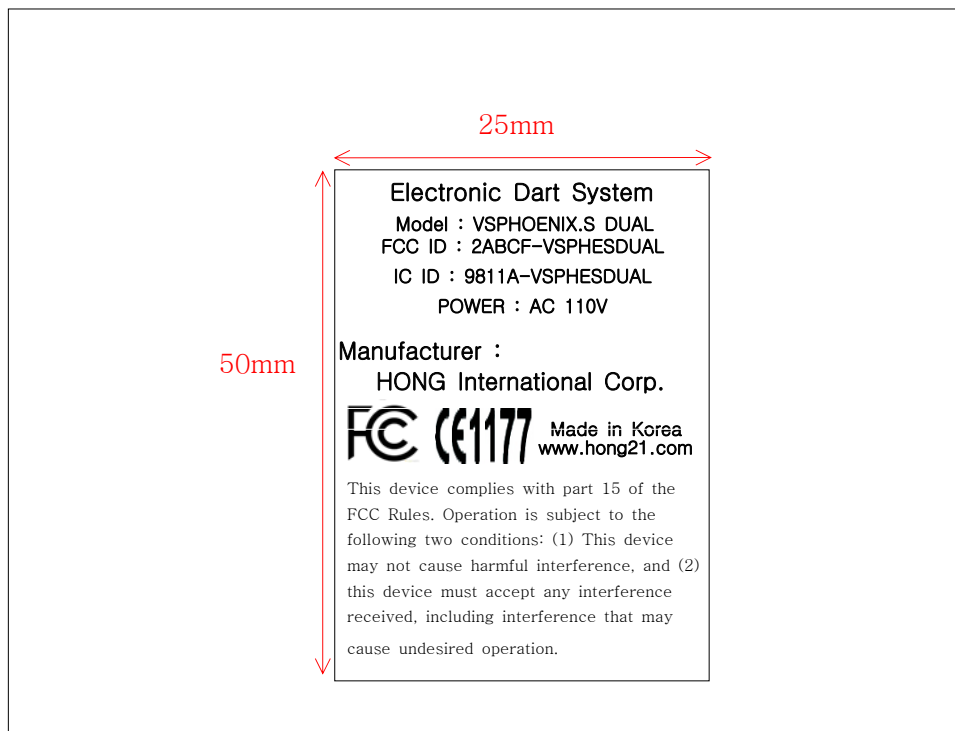 25mm
50mm
Electronic Dart System
Model : VSPHOENIX.S DUAL
FCC ID : 2ABCF-VSPHESDUAL
IC ID : 9811A-VSPHESDUAL
POWER : AC 110V
Manufacturer :
HONG International Corp.
FCC CE1177 Made in Korea
www.hong21.com
This device complies with part 15 of the
FCC Rules. Operation is subject to the
following two conditions: (1) This device
may not cause harmful interference, and (2)
this device must accept any interference
received, including interference that may
cause undesired operation.